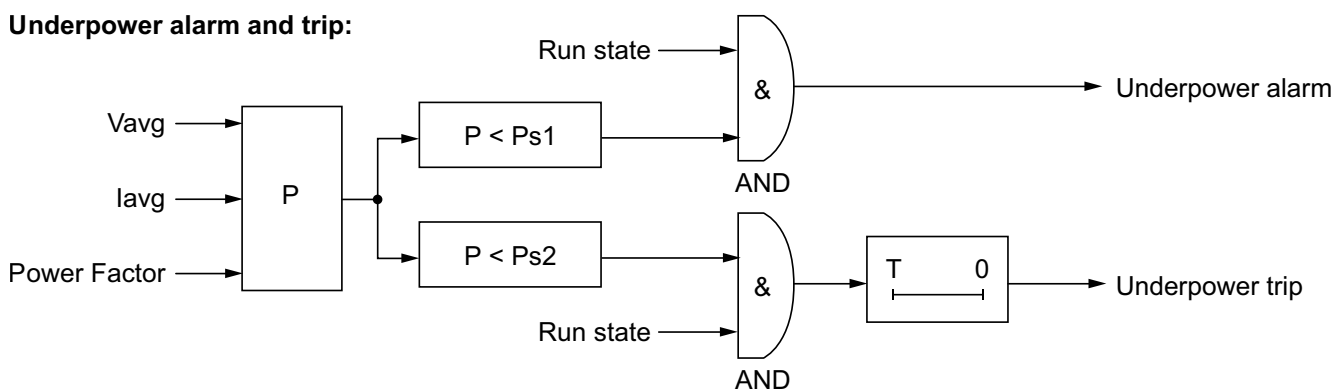 Underpower alarm and trip:
Run state
&
Underpower alarm
Vavg
P < Ps1
AND
Iavg
P
Power Factor
P < Ps2
&
T 0
Underpower trip
Run state
AND